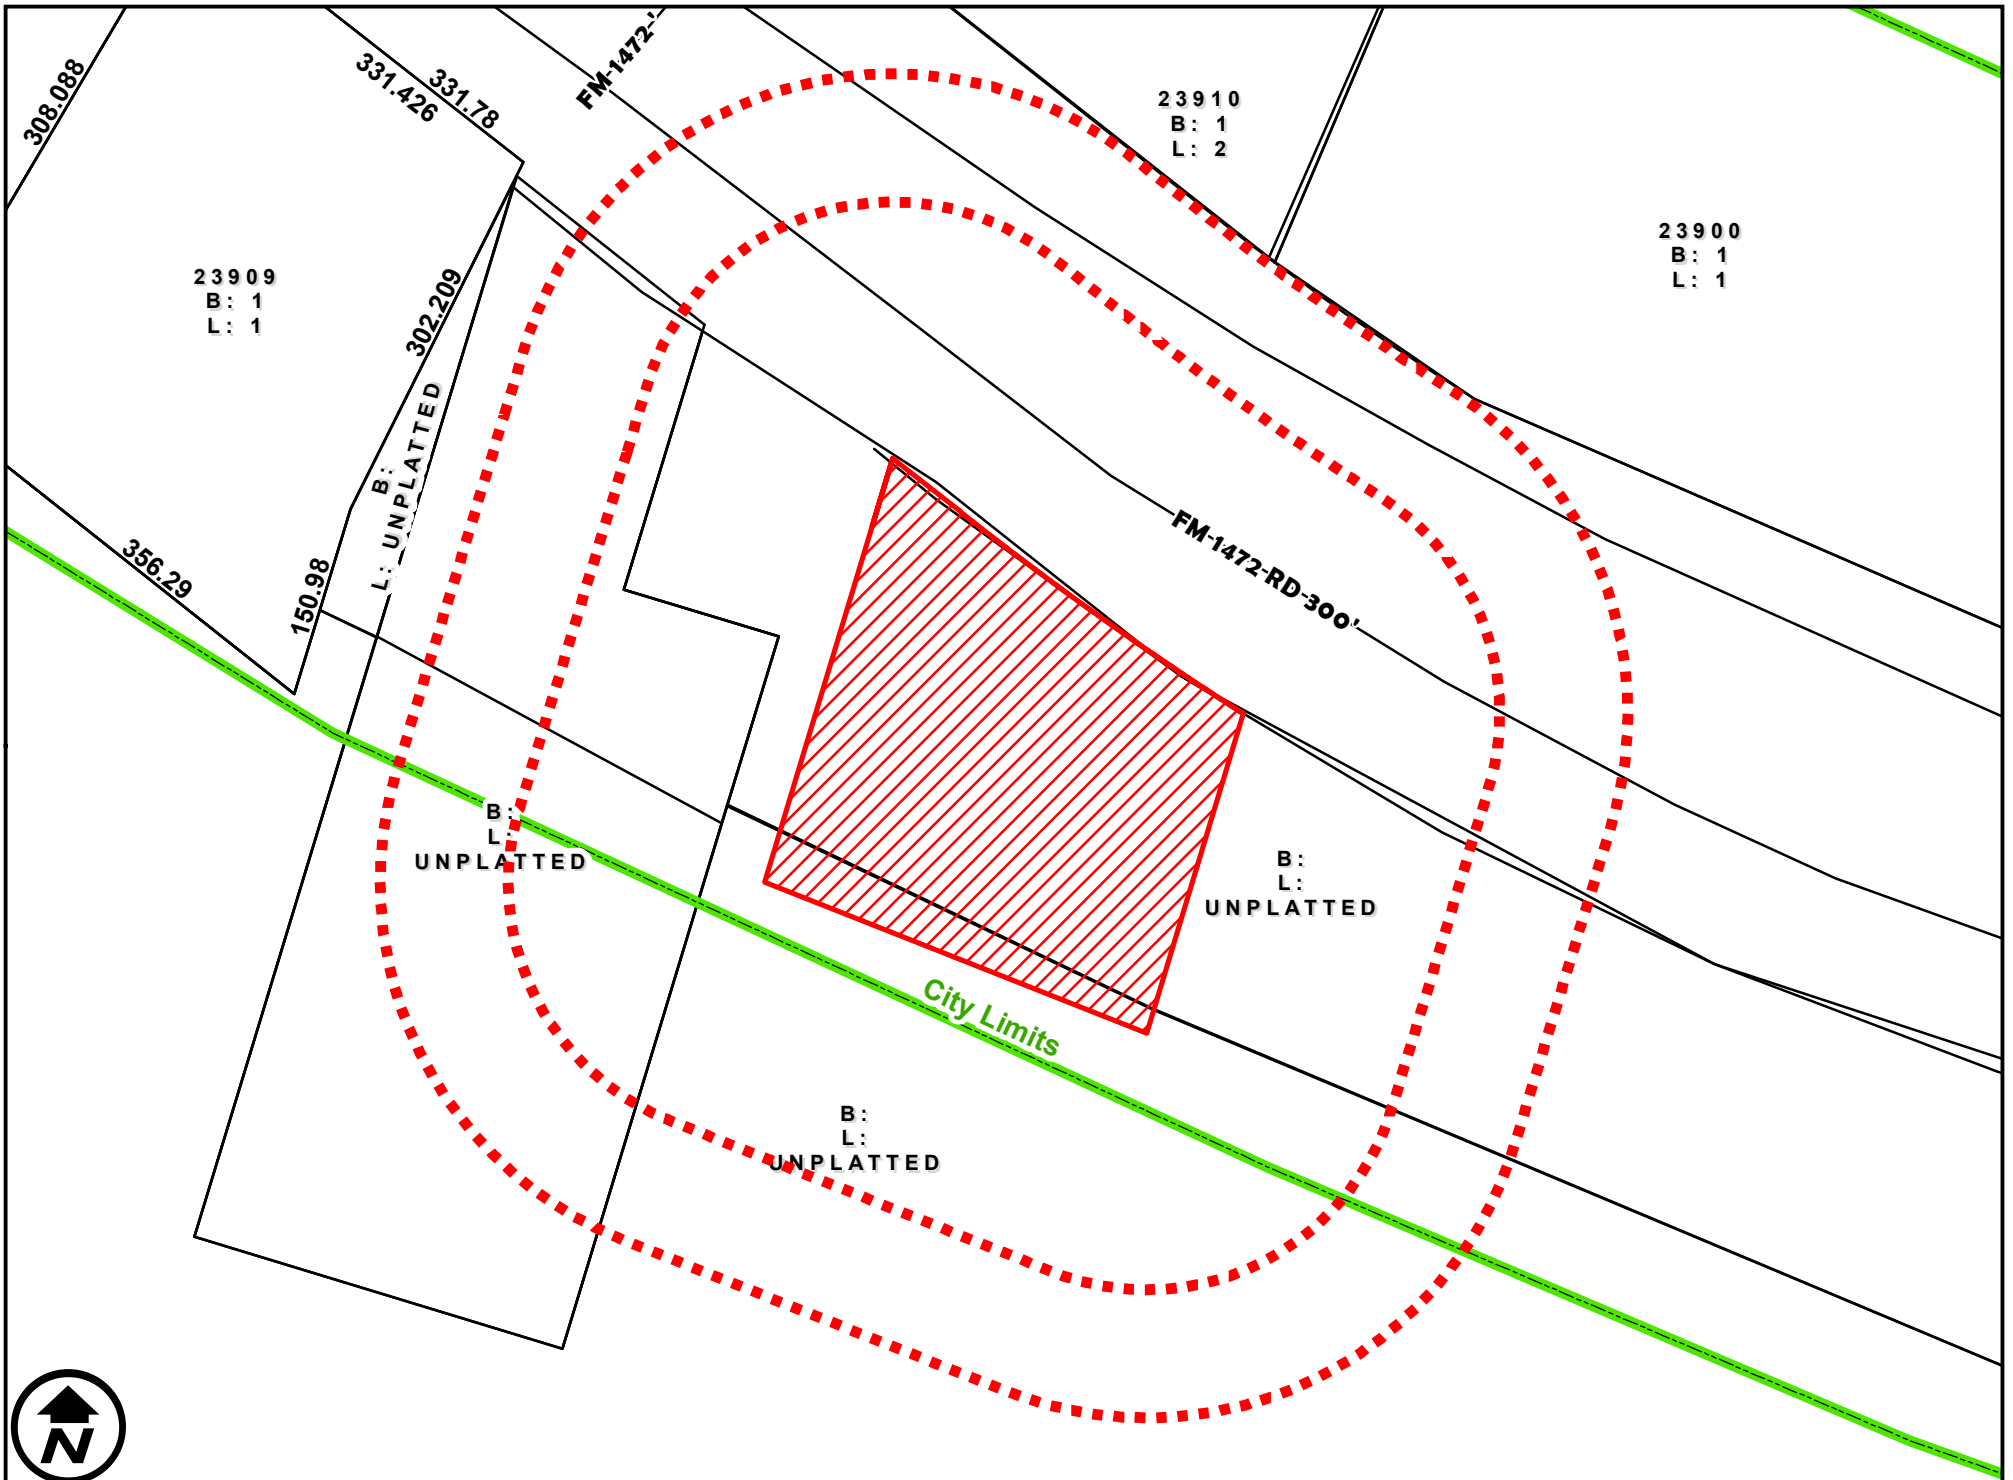 308.088
331.426
331.78
FM-1472-'
23910
B: 1
L: 2
23900
B: 1
L: 1
23909
B: 1
L: 1
302.209
B:
L: UNPLATTED
356.29
150.98
FM-1472-RD-300'
B:
L:
UNPLATTED
B:
L:
UNPLATTED
City Limits
B:
L:
UNPLATTED
N